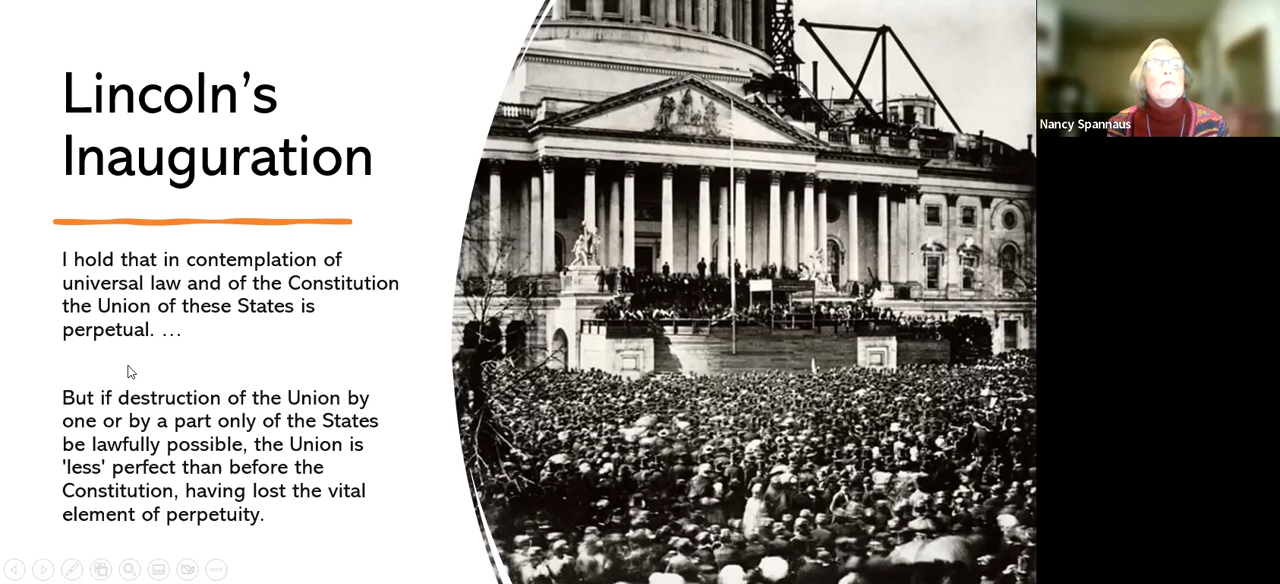 Lincoln’s
Inauguration
I hold that in contemplation of
universal law and of the Constitution
the Union of these States is
perpetual. …
But if destruction of the Union by
one or by a part only of the States
be lawfully possible, the Union is
'less' perfect than before the
Constitution, having lost the vital
element of perpetuity.
Nancy Spannaus